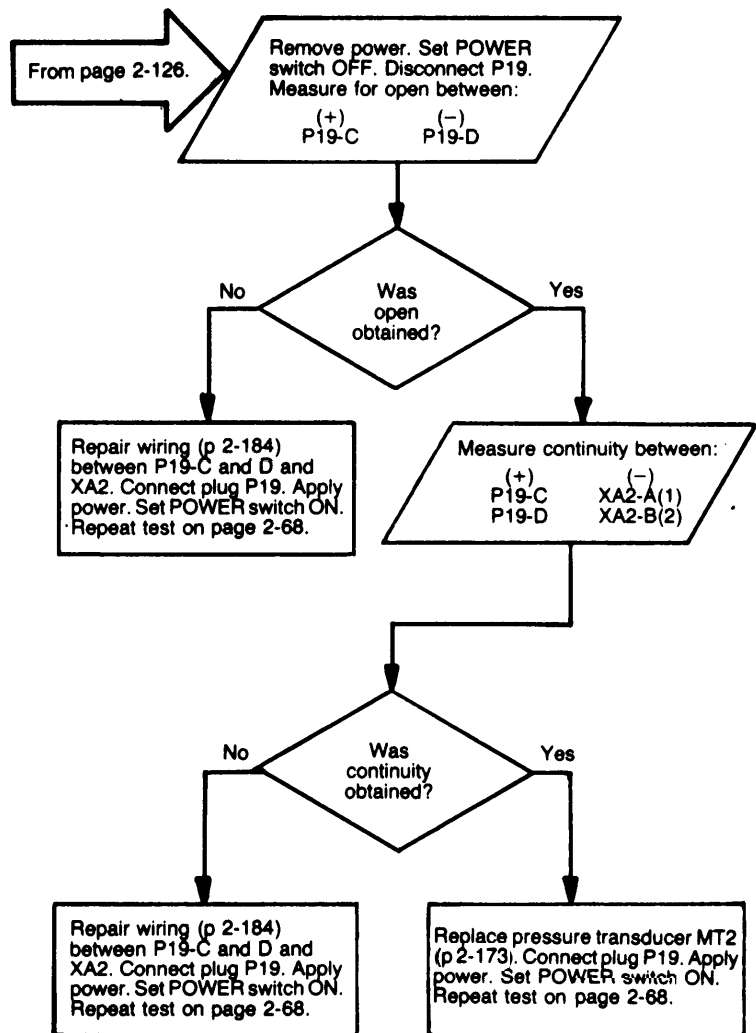 From page 2-126.
Remove power. Set POWER
switch OFF. Disconnect P19.
Measure for open between:
(+) (−)
P19-C P19-D
Was
open
obtained?
No
Yes
Repair wiring (p 2-184)
between P19-C and D and
XA2. Connect plug P19. Apply
power. Set POWER switch ON.
Repeat test on page 2-68.
Measure continuity between:
(+) (−)
P19-C XA2-A(1)
P19-D XA2-B(2)
Was
continuity
obtained?
No
Yes
Repair wiring (p 2-184)
between P19-C and D and
XA2. Connect plug P19. Apply
power. Set POWER switch ON.
Repeat test on page 2-68.
Replace pressure transducer MT2
(p 2-173). Connect plug P19. Apply
power. Set POWER switch ON.
Repeat test on page 2-68.